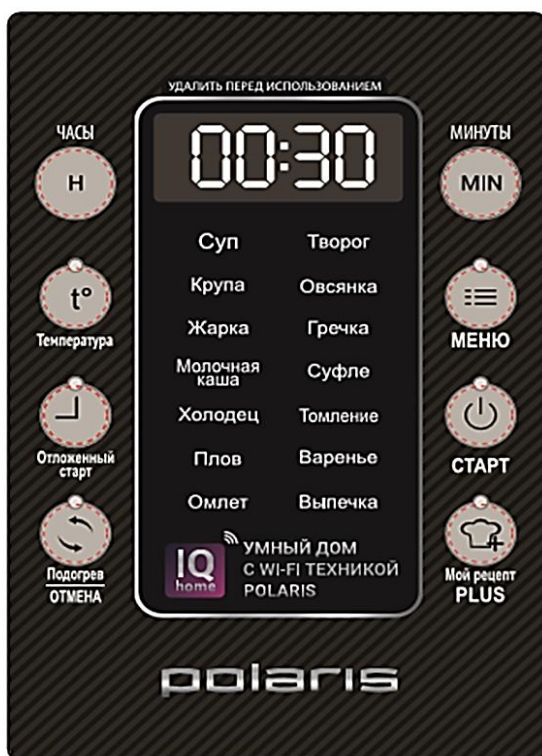 УДАЛИТЬ ПЕРЕД ИСПОЛЬЗОВАНИЕМ
ЧАСЫ
H
00:30
МИНУТЫ
MIN
Суп
Творог
Крупа
Овсянка
Жарка
Гречка
Молочная
каша
Суфле
Холодец
Томление
Плов
Варенье
Омлет
Выпечка
t°
Температура
МЕНЮ
Отложенный
старт
СТАРТ
Подогрев
ОТМЕНА
Мой рецепт
PLUS
IQ
home
УМНЫЙ ДОМ
С WI-FI ТЕХНИКОЙ
POLARIS
polaris